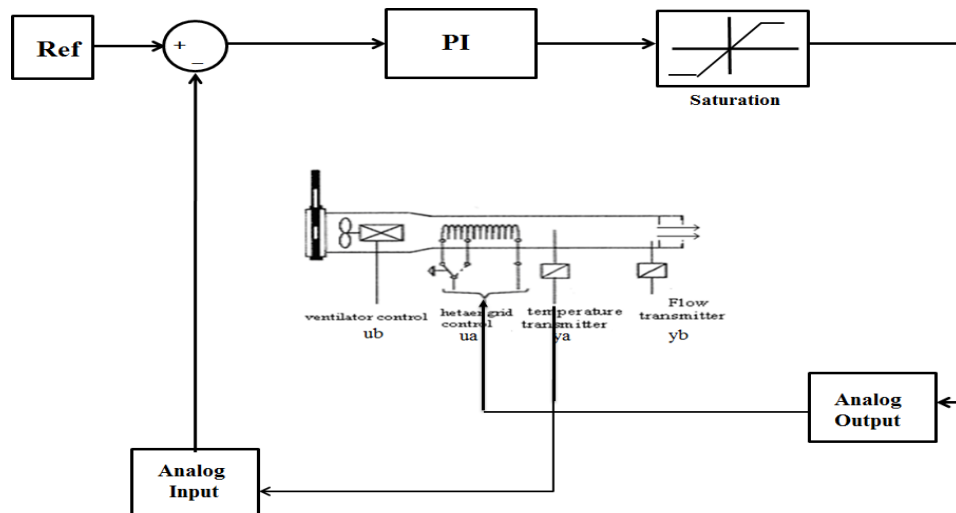 Ref
+
−
PI
Saturation
ventilator control
ub
hetaer grid
control
ua
temperature
transmitter
ya
Flow
transmitter
yb
Analog
Output
Analog
Input